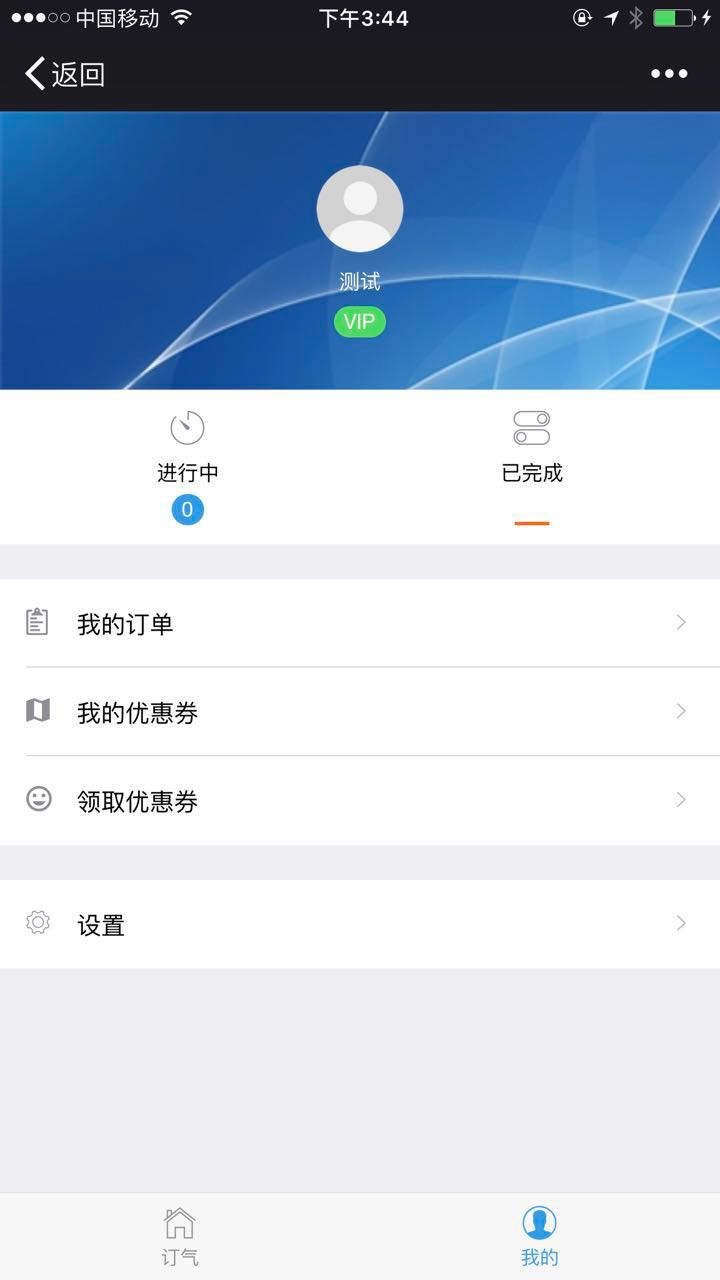 中国移动
下午3:44
返回
测试
VIP
进行中
已完成
0
我的订单
我的优惠券
领取优惠券
设置
订气
我的